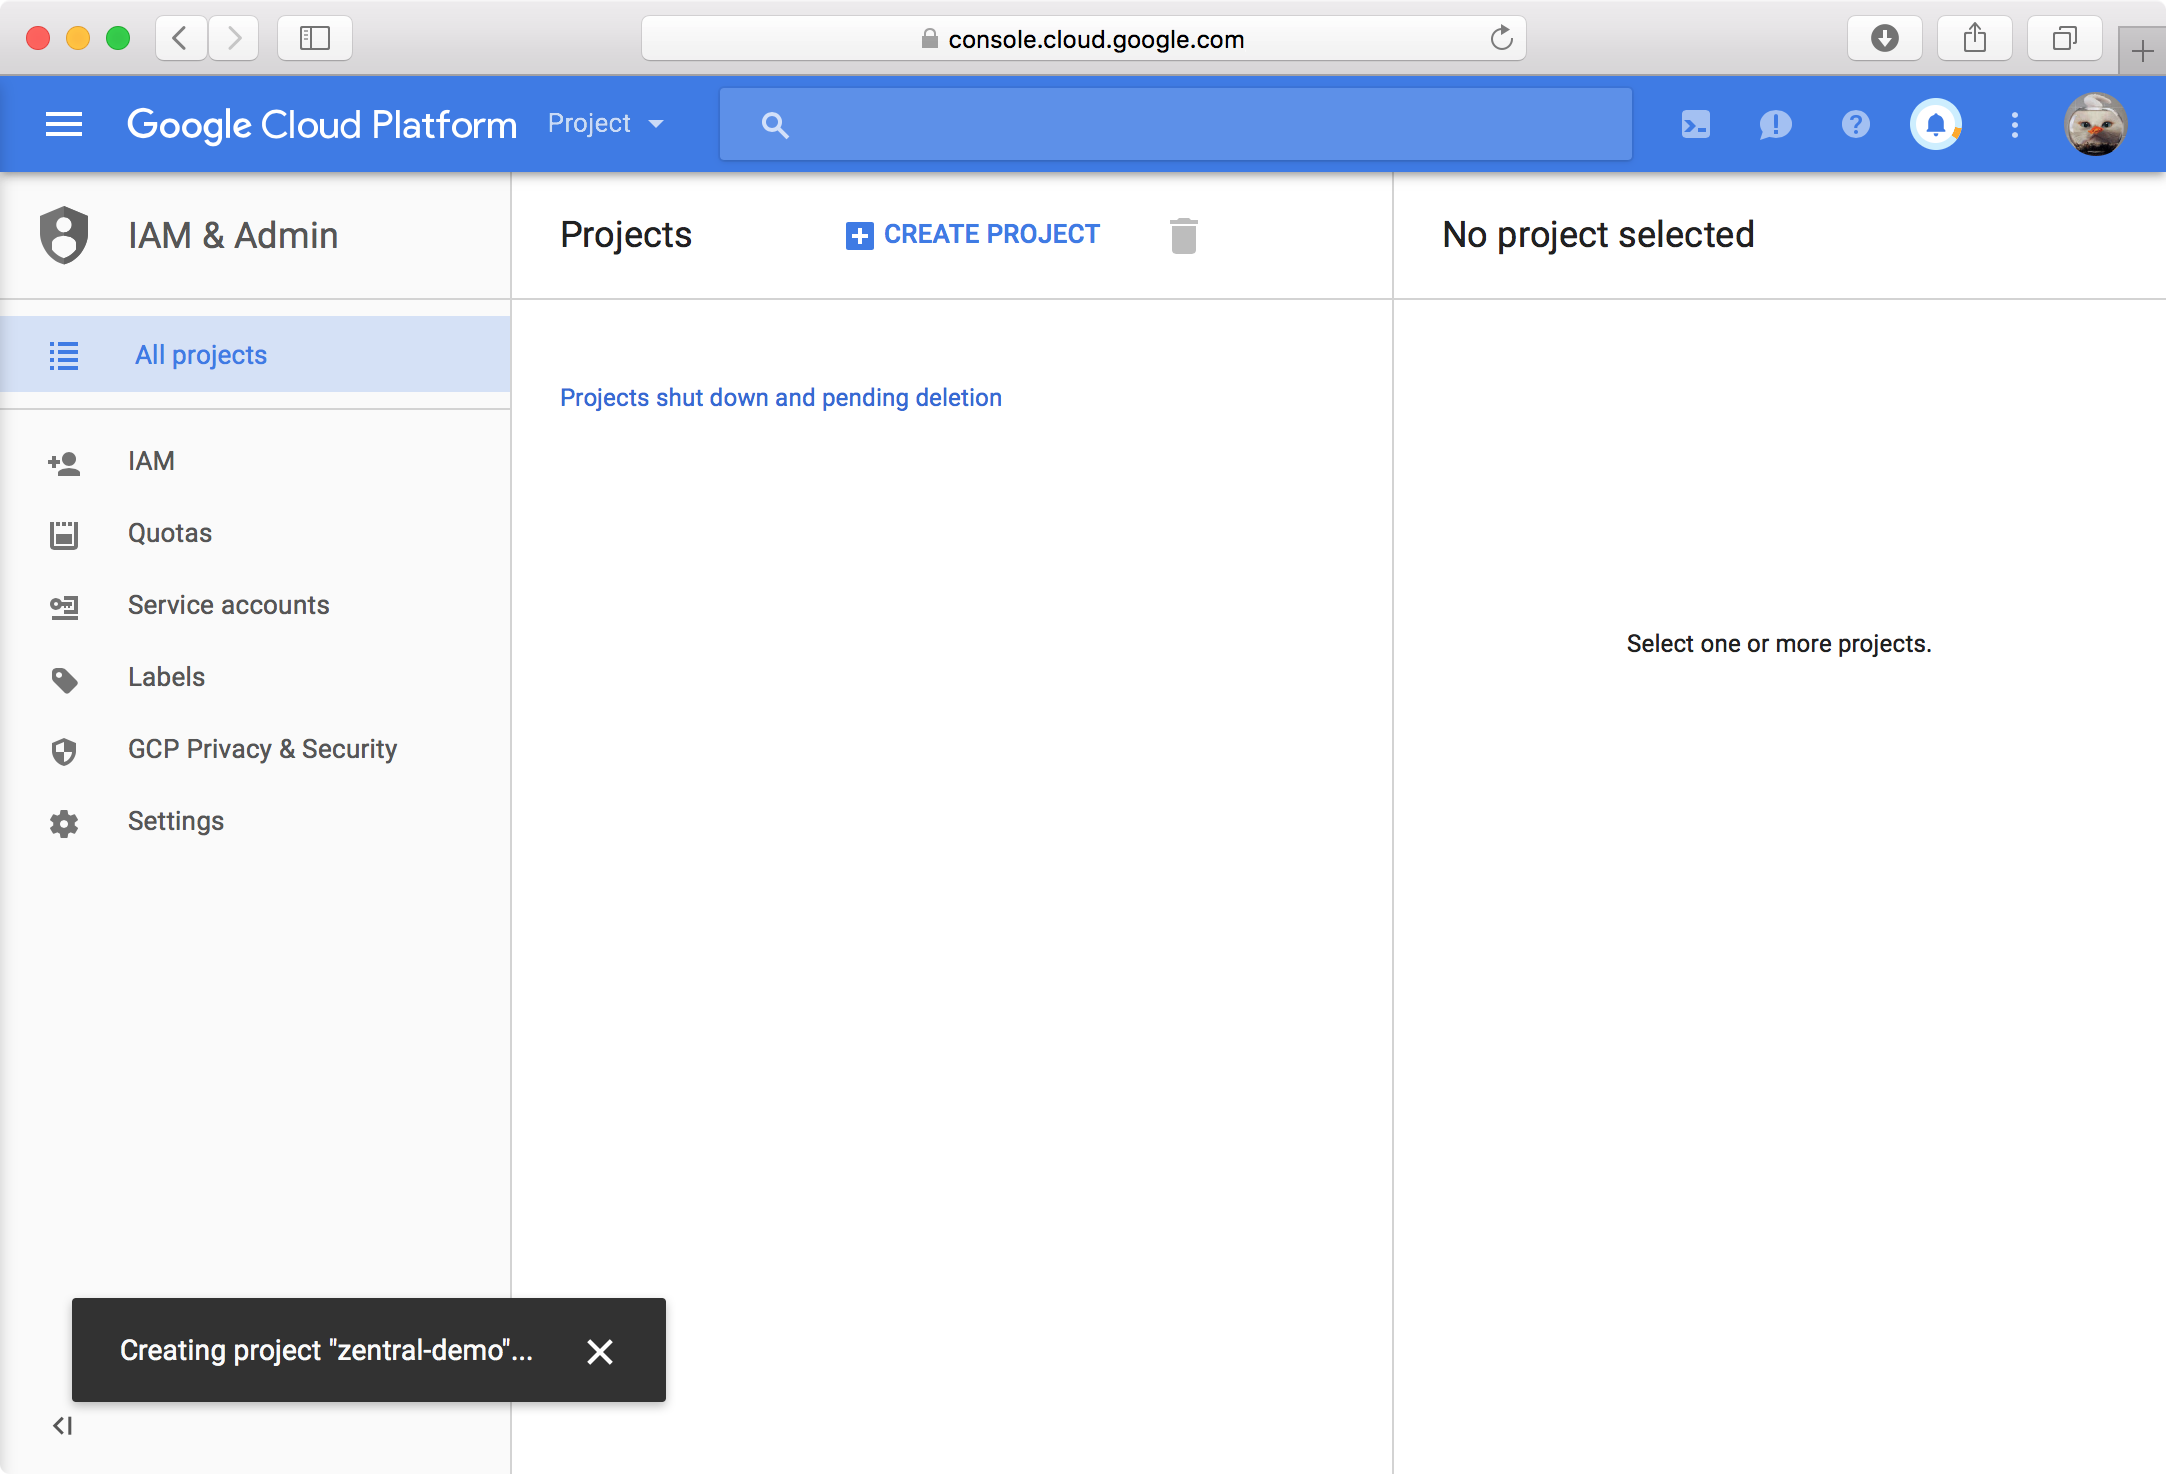 console.cloud.google.com
Google Cloud Platform Project
IAM & Admin
Projects
CREATE PROJECT
No project selected
All projects
Projects shut down and pending deletion
IAM
Quotas
Service accounts
Select one or more projects.
Labels
GCP Privacy & Security
Settings
Creating project "zentral-demo"...